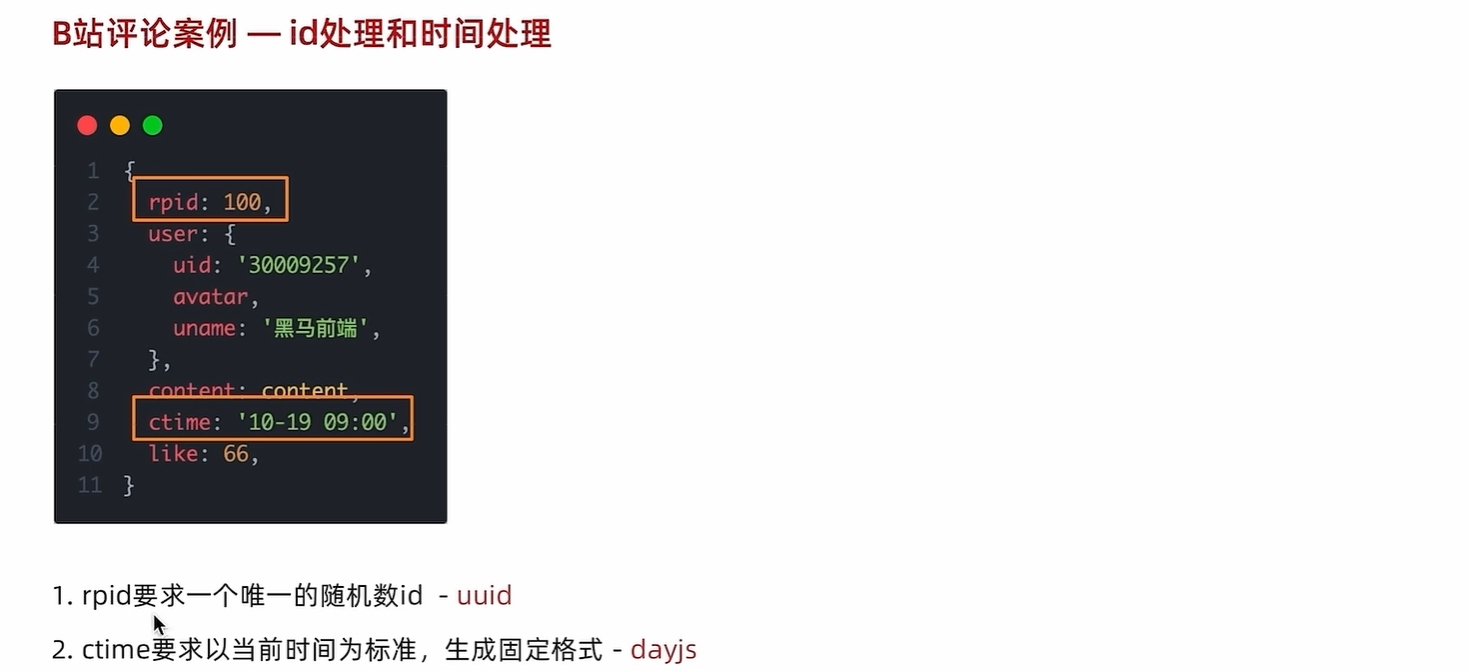 B站评论案例 — id处理和时间处理
1 {
2 rpid: 100,
3 user: {
4 uid: '30009257',
5 avatar,
6 uname: '黑马前端',
7 },
8 content: content,
9 ctime: '10-19 09:00',
10 like: 66,
11 }
1. rpid要求一个唯一的随机数id - uuid
2. ctime要求以当前时间为标准，生成固定格式 - dayjs